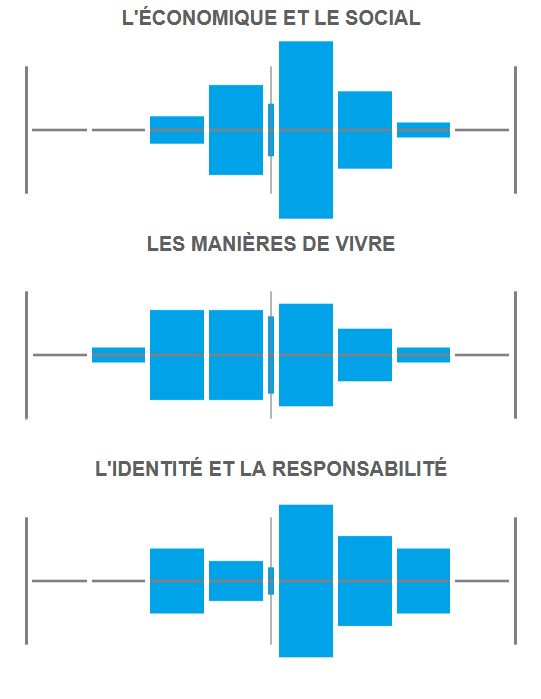 L'ÉCONOMIQUE ET LE SOCIAL
LES MANIÈRES DE VIVRE
L'IDENTITÉ ET LA RESPONSABILITÉ